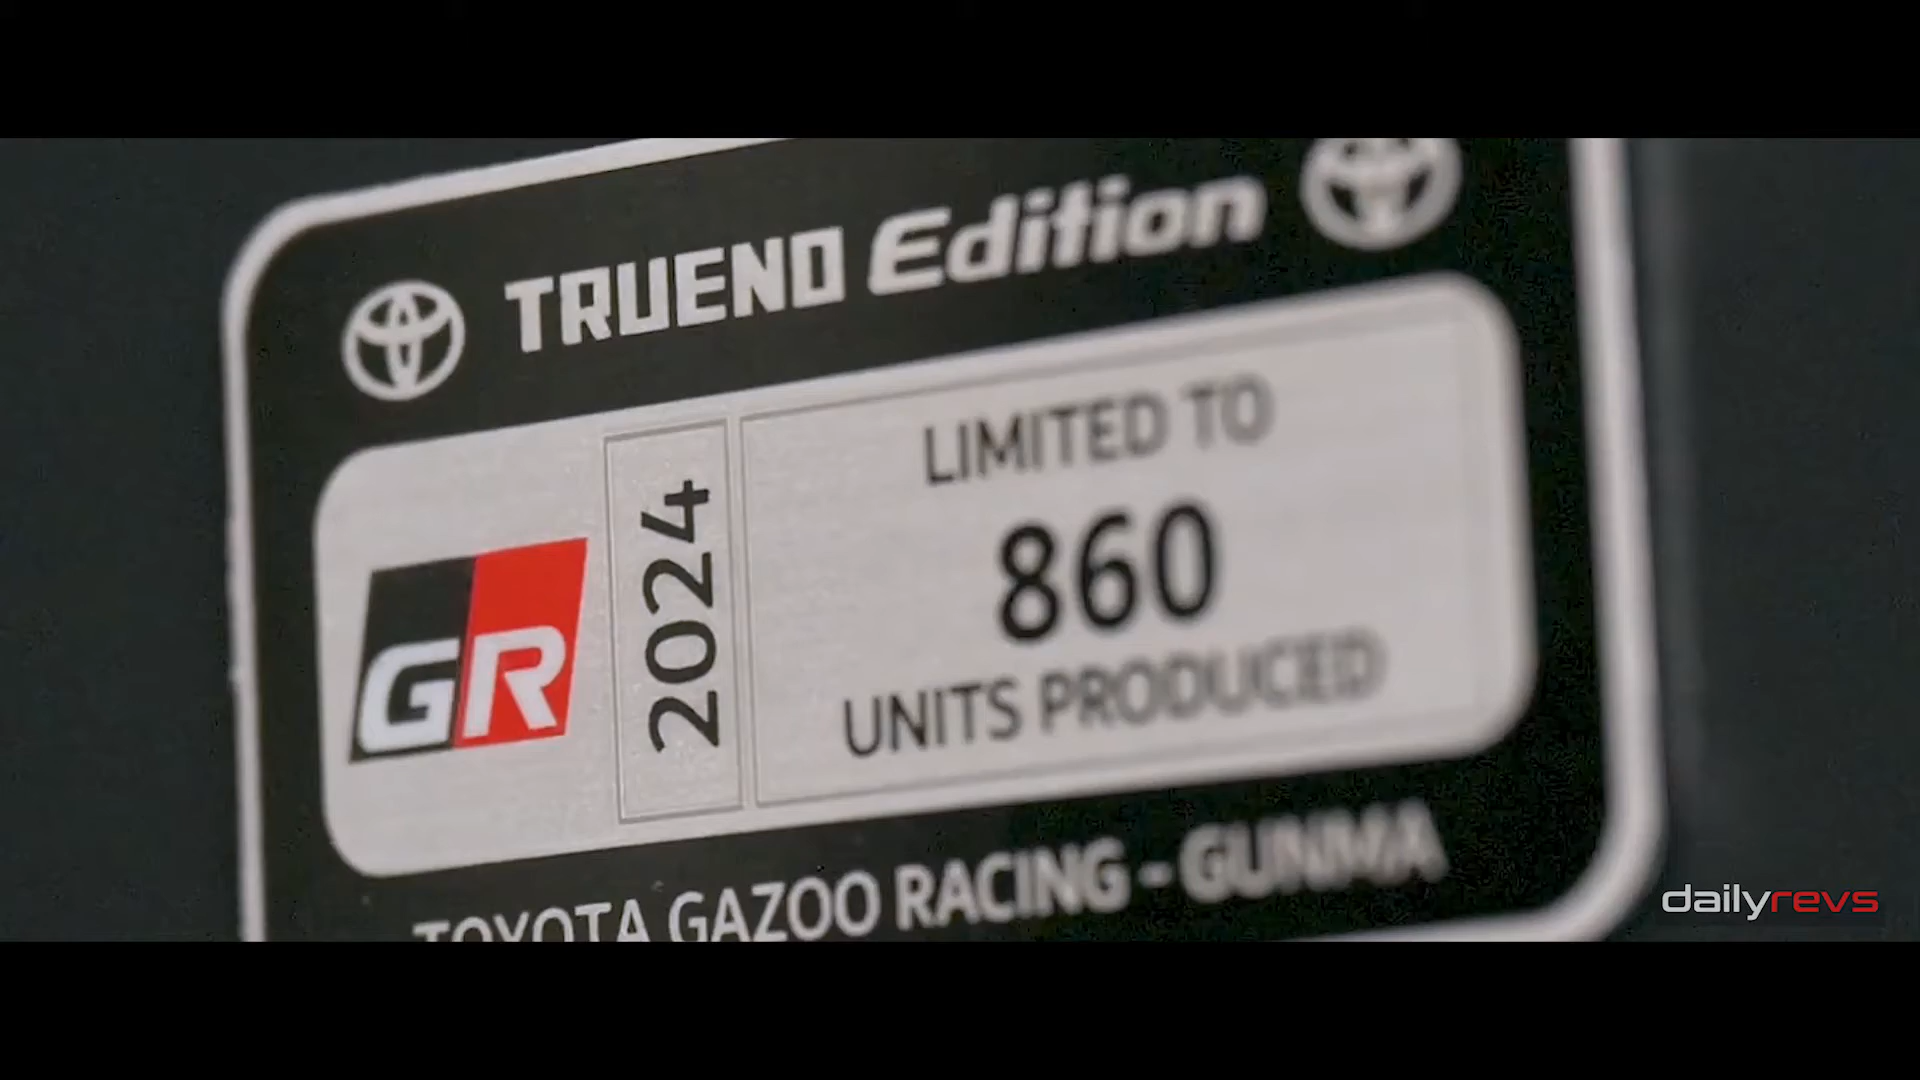 TRUENO Edition
GR
2024
LIMITED TO
860
UNITS PRODUCED
TOYOTA GAZOO RACING - GUNMA
dailyrevs